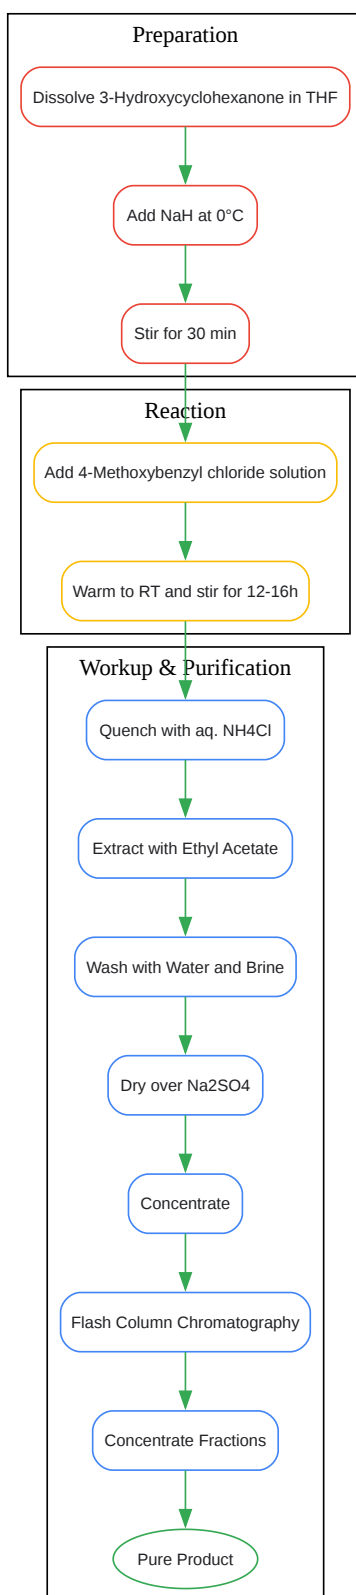 Preparation
Dissolve 3-Hydroxycyclohexanone in THF
Add NaH at 0°C
Stir for 30 min
Reaction
Add 4-Methoxybenzyl chloride solution
Warm to RT and stir for 12-16h
Workup & Purification
Quench with aq. NH4Cl
Extract with Ethyl Acetate
Wash with Water and Brine
Dry over Na2SO4
Concentrate
Flash Column Chromatography
Concentrate Fractions
Pure Product